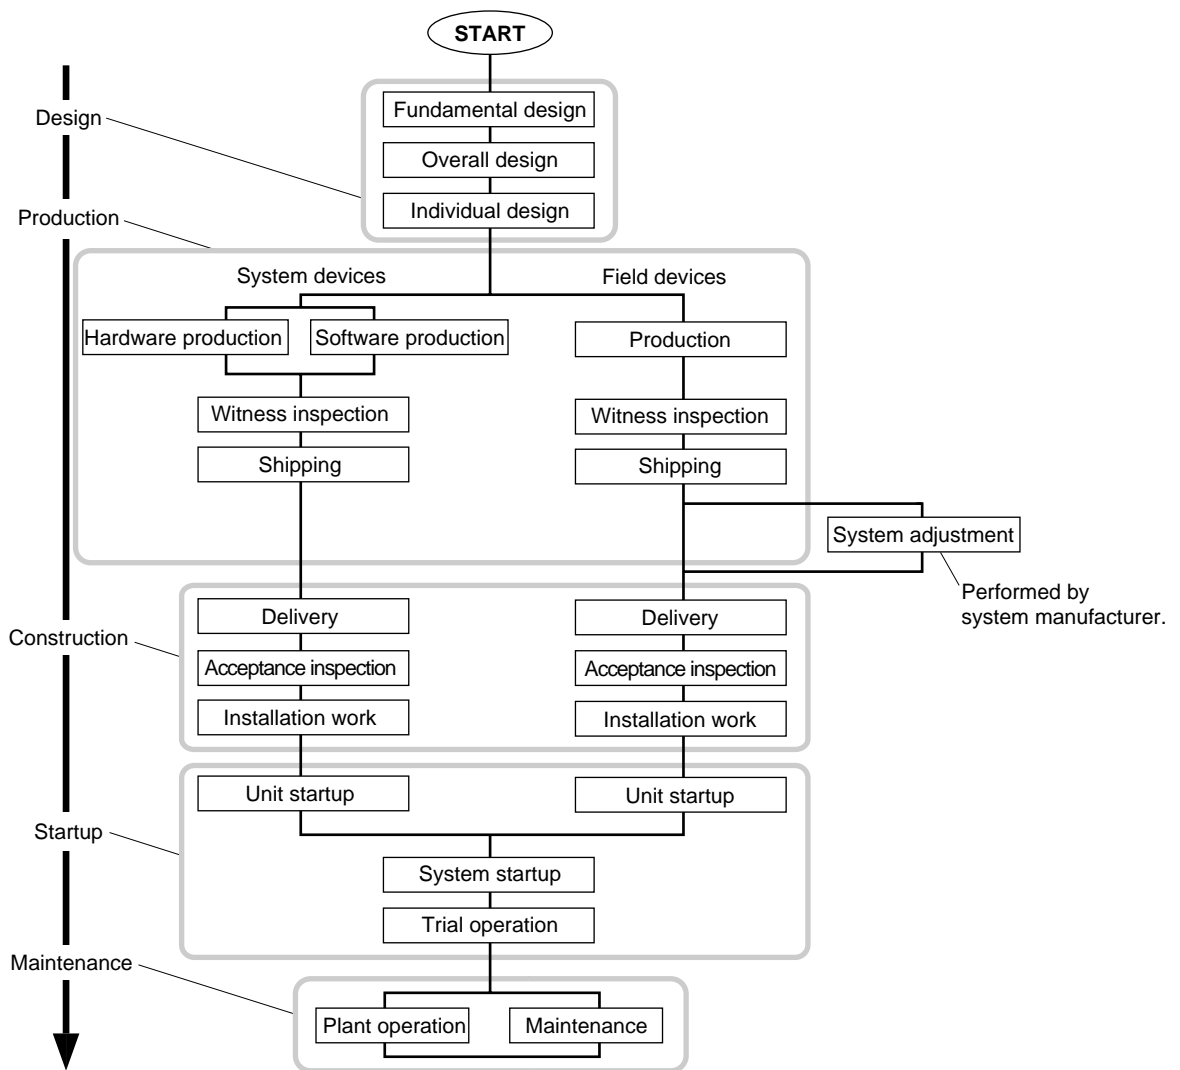 START
Design
Fundamental design
Overall design
Individual design
Production
System devices
Field devices
Hardware production
Software production
Production
Witness inspection
Witness inspection
Shipping
Shipping
System adjustment
Performed by
system manufacturer.
Construction
Delivery
Delivery
Acceptance inspection
Acceptance inspection
Installation work
Installation work
Startup
Unit startup
Unit startup
System startup
Trial operation
Maintenance
Plant operation
Maintenance